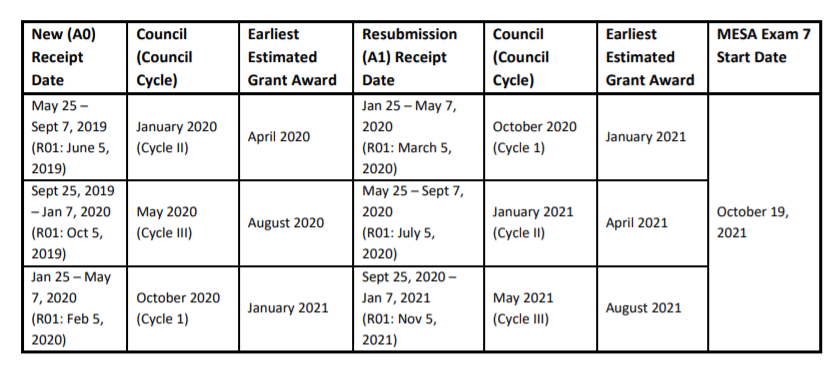 New (A0)
Receipt
Date
Council
(Council
Cycle)
Earliest
Estimated
Grant Award
Resubmission
(A1) Receipt
Date
Council
(Council
Cycle)
Earliest
Estimated
Grant Award
MESA Exam 7
Start Date
May 25 –
Sept 7, 2019
(R01: June 5,
2019)
January 2020
(Cycle II)
April 2020
Jan 25 – May 7,
2020
(R01: March 5,
2020)
October 2020
(Cycle 1)
January 2021
October 19,
2021
Sept 25, 2019
– Jan 7, 2020
(R01: Oct 5,
2019)
May 2020
(Cycle III)
August 2020
May 25 – Sept 7,
2020
(R01: July 5,
2020)
January 2021
(Cycle II)
April 2021
Jan 25 – May
7, 2020
(R01: Feb 5,
2020)
October 2020
(Cycle 1)
January 2021
Sept 25, 2020 –
Jan 7, 2021
(R01: Nov 5,
2021)
May 2021
(Cycle III)
August 2021